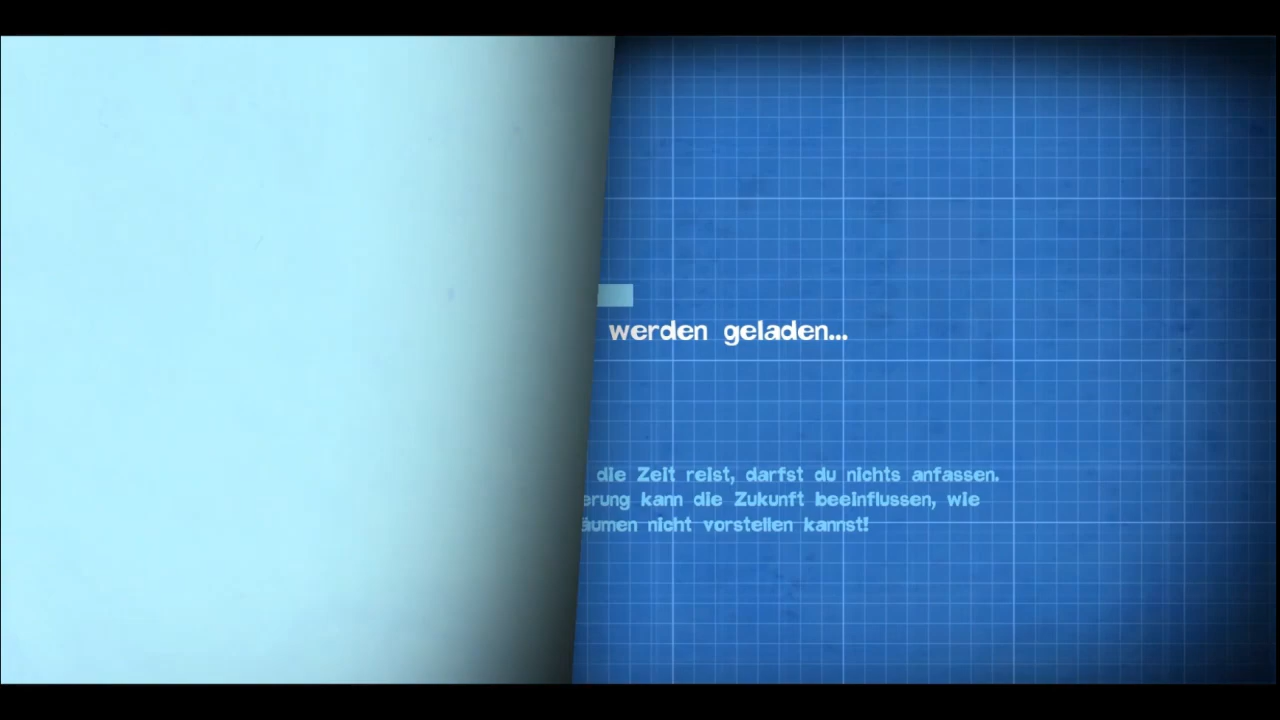 werden geladen...
die Zeit reist, darfst du nichts anfassen.
erung kann die Zukunft beeinflussen, wie
äumen nicht vorstellen kannst!